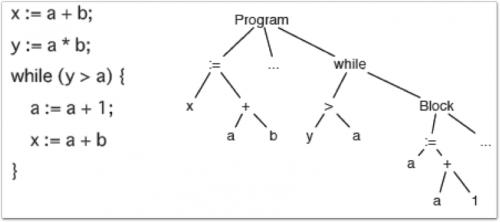 x := a + b;
y := a * b;
while (y > a) {
a := a + 1;
x := a + b
}
Program
:= ... while
x + > Block
a b y a := ...
a +
a 1